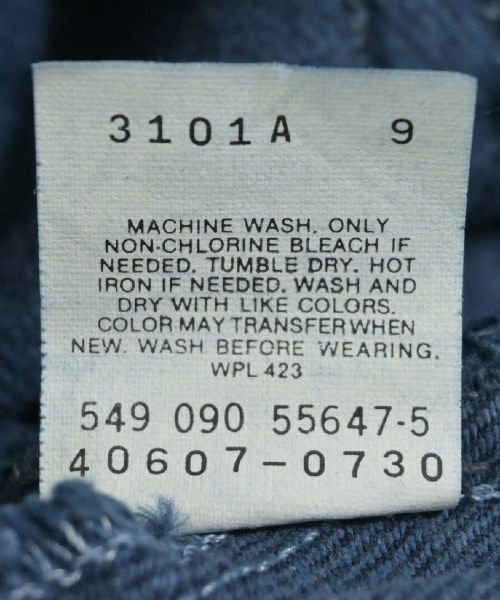 3101A 9
MACHINE WASH. ONLY
NON-CHLORINE BLEACH IF
NEEDED. TUMBLE DRY. HOT
IRON IF NEEDED. WASH AND
DRY WITH LIKE COLORS.
COLOR MAY TRANSFER WHEN
NEW. WASH BEFORE WEARING.
WPL 423
549 090 55647-5
40607-0730